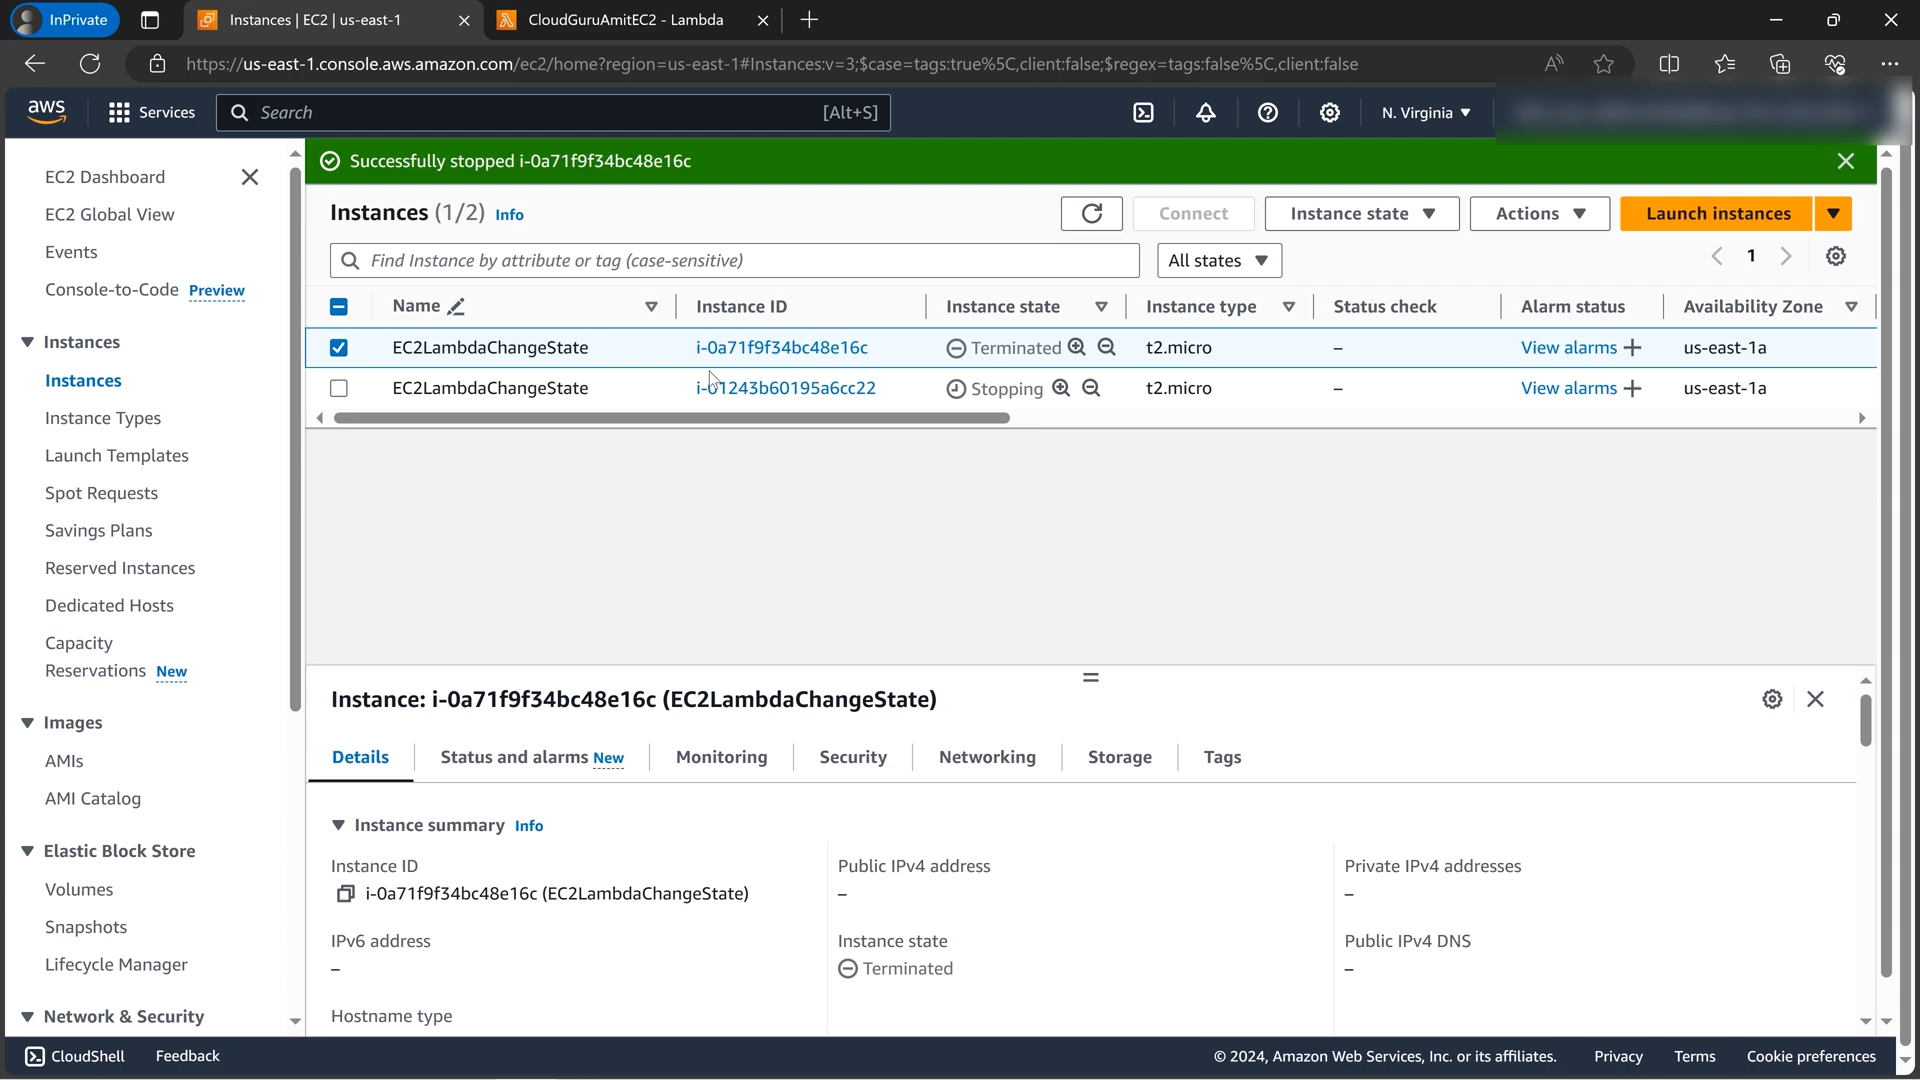 InPrivate
Instances | EC2 | us-east-1
CloudGuruAmitEC2 - Lambda
https://us-east-1.console.aws.amazon.com/ec2/home?region=us-east-1#Instances:v=3;$case=tags:true%5C,client:false;$regex=tags:false%5C,client:false
aws
Services
Search
[Alt+S]
N. Virginia
Successfully stopped i-0a71f9f34bc48e16c
EC2 Dashboard
EC2 Global View
Events
Console-to-Code Preview
Instances
Instances
Instance Types
Launch Templates
Spot Requests
Savings Plans
Reserved Instances
Dedicated Hosts
Capacity
Reservations New
Images
AMIs
AMI Catalog
Elastic Block Store
Volumes
Snapshots
Lifecycle Manager
Network & Security
Instances (1/2) Info
Connect
Instance state
Actions
Launch instances
Find Instance by attribute or tag (case-sensitive)
All states
1
Name Instance ID Instance state Instance type Status check Alarm status Availability Zone
EC2LambdaChangeState i-0a71f9f34bc48e16c Terminated t2.micro – View alarms + us-east-1a
EC2LambdaChangeState i-01243b60195a6cc22 Stopping t2.micro – View alarms + us-east-1a
Instance: i-0a71f9f34bc48e16c (EC2LambdaChangeState)
Details
Status and alarms New
Monitoring
Security
Networking
Storage
Tags
Instance summary Info
Instance ID
i-0a71f9f34bc48e16c (EC2LambdaChangeState)
Public IPv4 address
–
Private IPv4 addresses
–
IPv6 address
–
Instance state
Terminated
Public IPv4 DNS
–
Hostname type
CloudShell
Feedback
© 2024, Amazon Web Services, Inc. or its affiliates.
Privacy
Terms
Cookie preferences